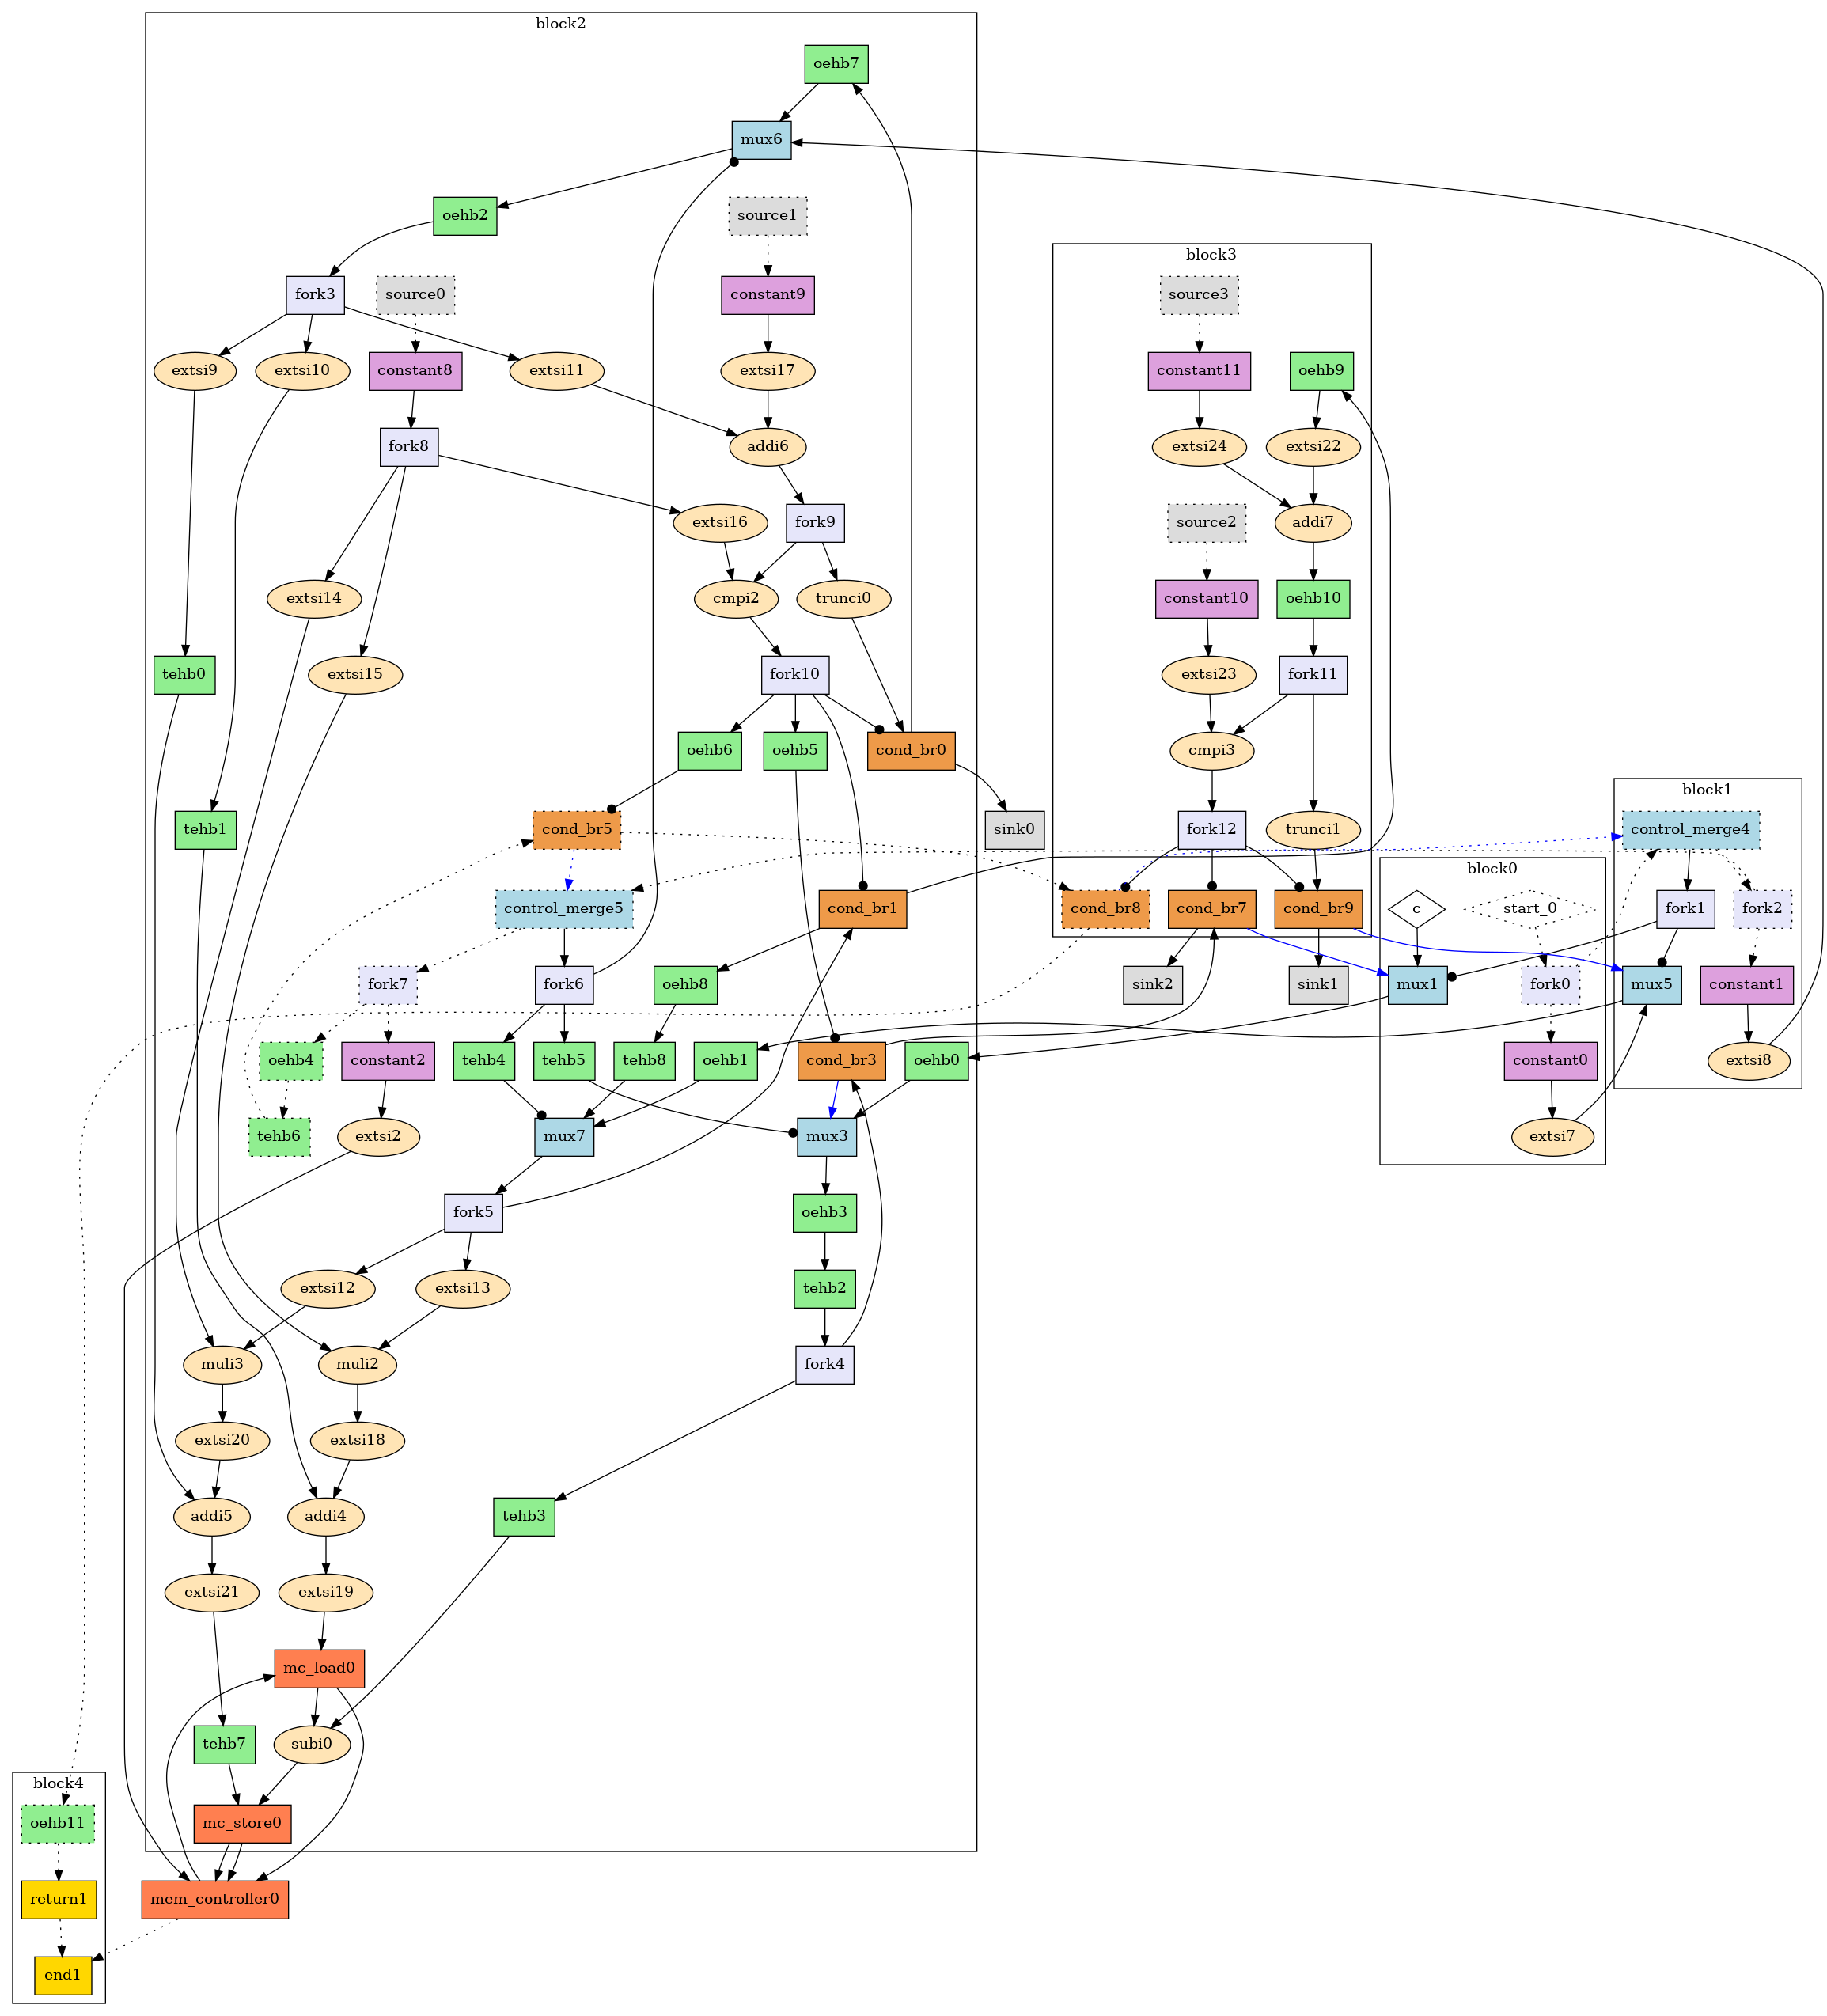 block2
oehb7
mux6
oehb2
source1
block3
fork3
source0
constant9
source3
extsi9
extsi10
constant8
extsi11
extsi17
constant11
oehb9
fork8
addi6
extsi24
extsi22
extsi16
fork9
source2
addi7
extsi14
cmpi2
trunci0
constant10
oehb10
tehb0
extsi15
fork10
extsi23
fork11
oehb6
oehb5
cond_br0
cmpi3
block1
tehb1
cond_br5
sink0
fork12
trunci1
control_merge4
block0
control_merge5
cond_br1
cond_br8
cond_br7
cond_br9
c
start_0
fork1
fork2
fork7
fork6
oehb8
sink2
sink1
mux1
fork0
mux5
constant1
oehb4
constant2
tehb4
tehb5
tehb8
oehb1
cond_br3
oehb0
constant0
extsi8
tehb6
extsi2
mux7
mux3
extsi7
fork5
oehb3
extsi12
extsi13
tehb2
muli3
muli2
fork4
extsi20
extsi18
addi5
addi4
tehb3
extsi21
extsi19
mc_load0
tehb7
subi0
block4
oehb11
mc_store0
return1
mem_controller0
end1